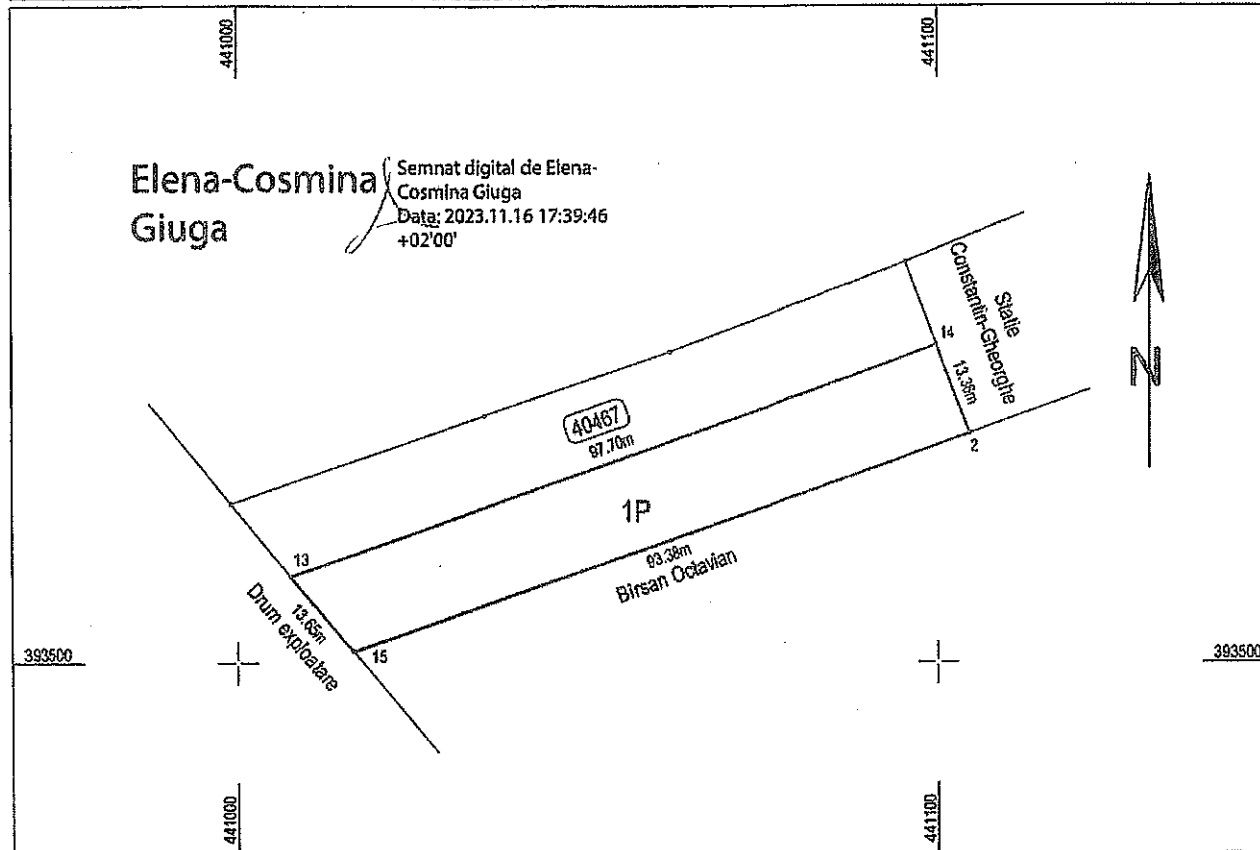 441000
441100
Elena-Cosmina
Giuga
Semnat digital de Elena-
Cosmina Giuga
Data: 2023.11.16 17:39:46
+02'00'
Statie
Constantin-Gheorghe
14
13.36m
40467
97.70m
2
N
1P
13
93.38m
Birsan Octavian
13.65m
Drum exploatare
15
393500
393500
441000
441100